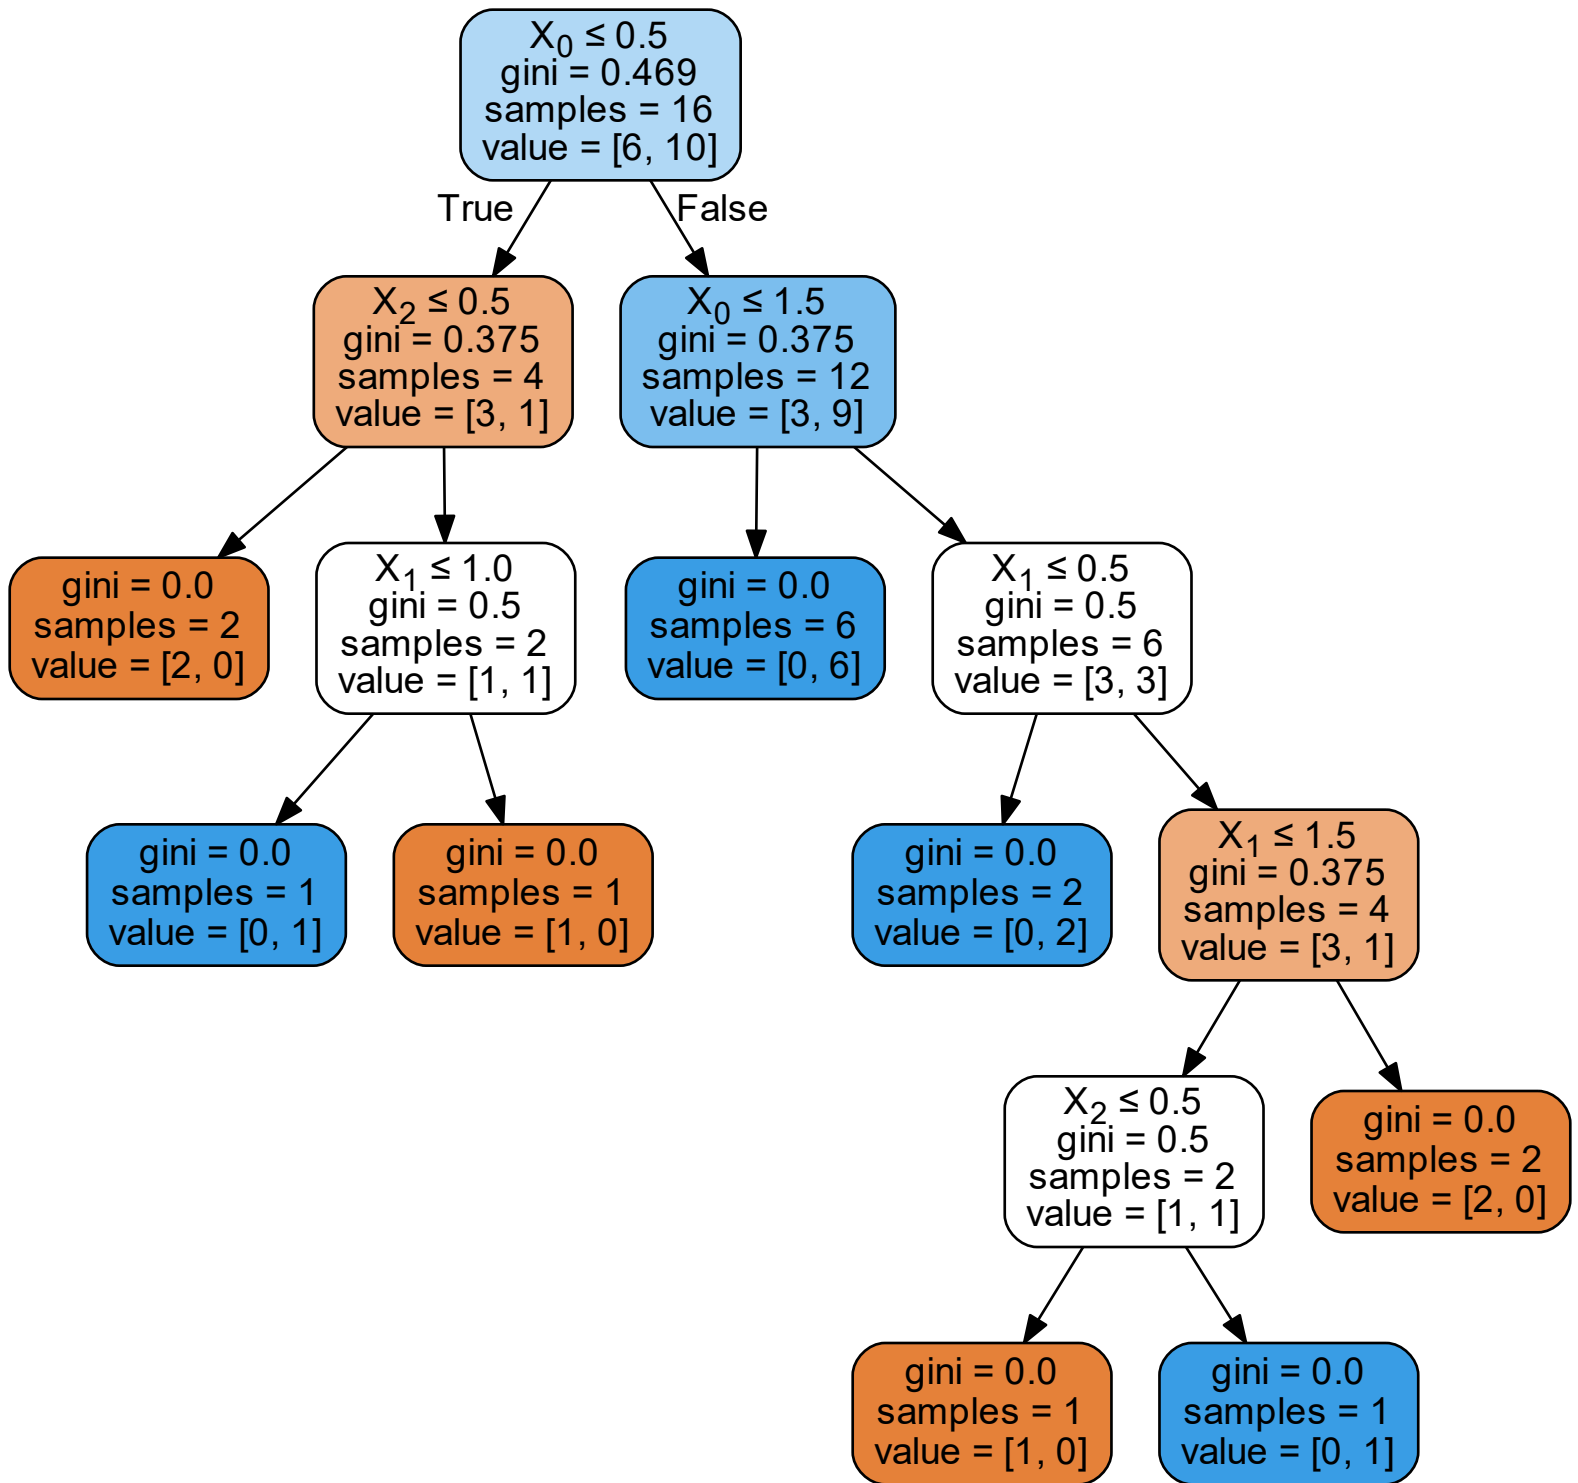 X₀ ≤ 0.5
gini = 0.469
samples = 16
value = [6, 10]
True
False
X₂ ≤ 0.5
gini = 0.375
samples = 4
value = [3, 1]
X₀ ≤ 1.5
gini = 0.375
samples = 12
value = [3, 9]
gini = 0.0
samples = 2
value = [2, 0]
X₁ ≤ 1.0
gini = 0.5
samples = 2
value = [1, 1]
gini = 0.0
samples = 6
value = [0, 6]
X₁ ≤ 0.5
gini = 0.5
samples = 6
value = [3, 3]
gini = 0.0
samples = 1
value = [0, 1]
gini = 0.0
samples = 1
value = [1, 0]
gini = 0.0
samples = 2
value = [0, 2]
X₁ ≤ 1.5
gini = 0.375
samples = 4
value = [3, 1]
X₂ ≤ 0.5
gini = 0.5
samples = 2
value = [1, 1]
gini = 0.0
samples = 2
value = [2, 0]
gini = 0.0
samples = 1
value = [1, 0]
gini = 0.0
samples = 1
value = [0, 1]